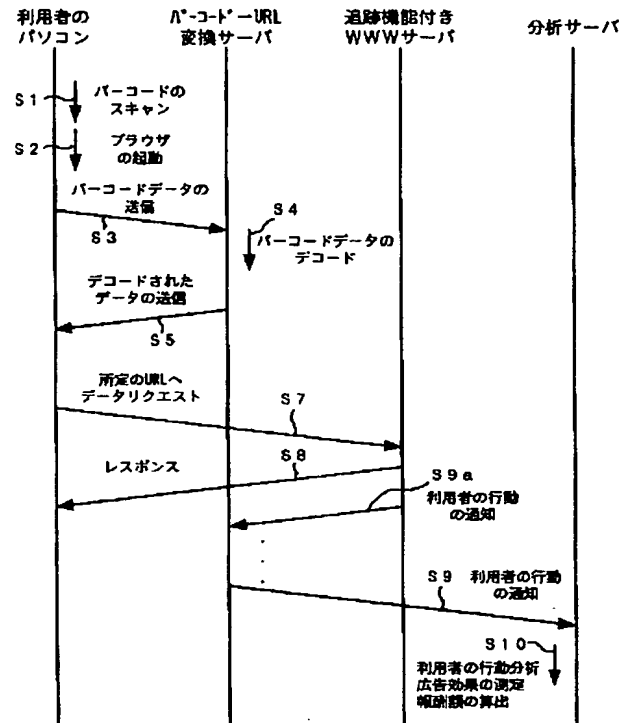 利用者の
パソコン
バーコードーURL
変換サーバ
追跡機能付き
WWWサーバ
分析サーバ
S1
バーコードの
スキャン
S2
ブラウザ
の起動
バーコードデータの
送信
S3
S4
バーコードデータの
デコード
デコードされた
データの送信
S5
所定のURLへ
データリクエスト
S7
S8
レスポンス
S9a
利用者の行動
の通知
S9 利用者の行動
の通知
S10
利用者の行動分析
広告効果の測定
報酬額の算出